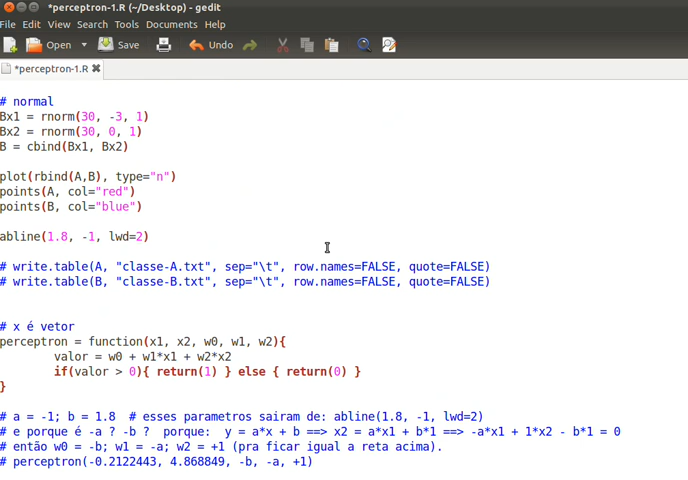 *perceptron-1.R (~/Desktop) - gedit
File Edit View Search Tools Documents Help
Open Save Undo
*perceptron-1.R
# normal
Bx1 = rnorm(30, -3, 1)
Bx2 = rnorm(30, 0, 1)
B = cbind(Bx1, Bx2)
plot(rbind(A,B), type="n")
points(A, col="red")
points(B, col="blue")
abline(1.8, -1, lwd=2)
# write.table(A, "classe-A.txt", sep="\t", row.names=FALSE, quote=FALSE)
# write.table(B, "classe-B.txt", sep="\t", row.names=FALSE, quote=FALSE)
# x é vetor
perceptron = function(x1, x2, w0, w1, w2){
valor = w0 + w1*x1 + w2*x2
if(valor > 0){ return(1) } else { return(0) }
}
# a = -1; b = 1.8  # esses parametros sairam de: abline(1.8, -1, lwd=2)
# e porque é -a ? -b ?  porque:  y = a*x + b ==> x2 = a*x1 + b*1 ==> -a*x1 + 1*x2 - b*1 = 0
# então w0 = -b; w1 = -a; w2 = +1 (pra ficar igual a reta acima).
# perceptron(-0.2122443, 4.868849, -b, -a, +1)